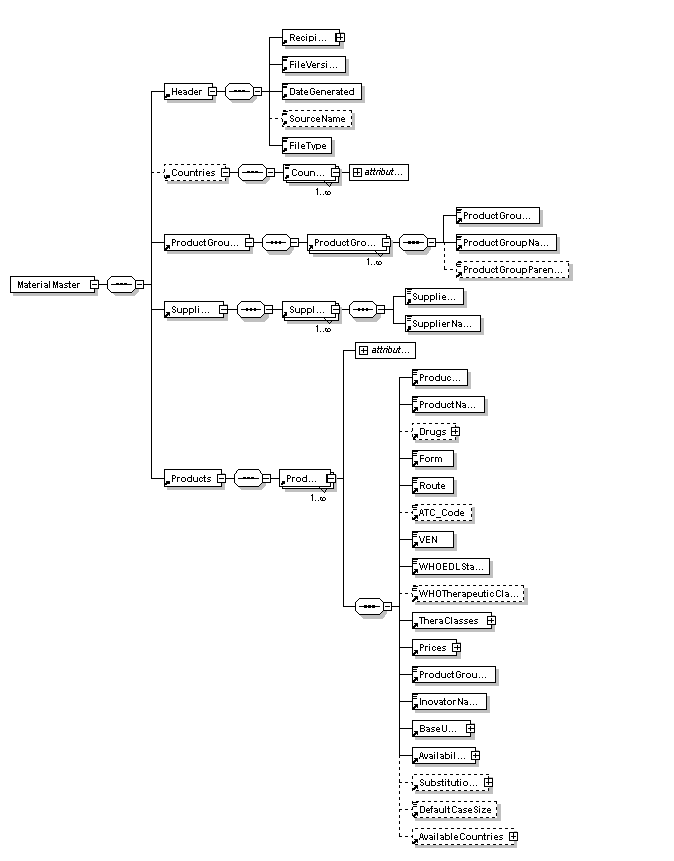 Recipi...
FileVersi...
Header
DateGenerated
SourceName
FileType
Countries
Coun...
attribut...
1..∞
ProductGrou...
ProductGrou...
ProductGro...
ProductGroupNa...
1..∞
ProductGroupParen...
MaterialMaster
Supplie...
Suppli...
Suppl...
SupplierNa...
1..∞
attribut...
Produc...
ProductNa...
Drugs
Form
Products
Prod...
Route
1..∞
ATC_Code
VEN
WHOEDLSta...
WHOTherapeuticCla...
TheraClasses
Prices
ProductGrou...
InovatorNa...
BaseU...
Availabil...
Substitutio...
DefaultCaseSize
AvailableCountries